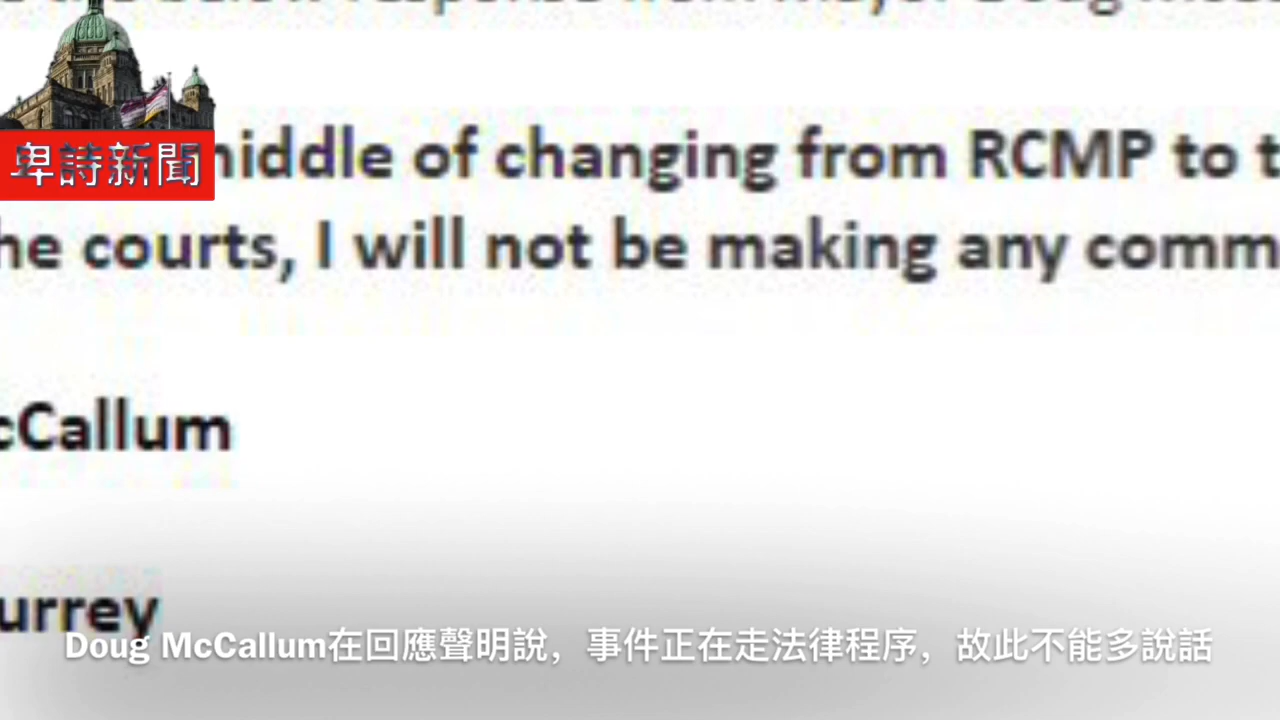 卑詩新聞
middle of changing from RCMP to t
he courts, I will not be making any comm
cCallum
urrey
Doug McCallum在回應聲明說，事件正在走法律程序，故此不能多說話